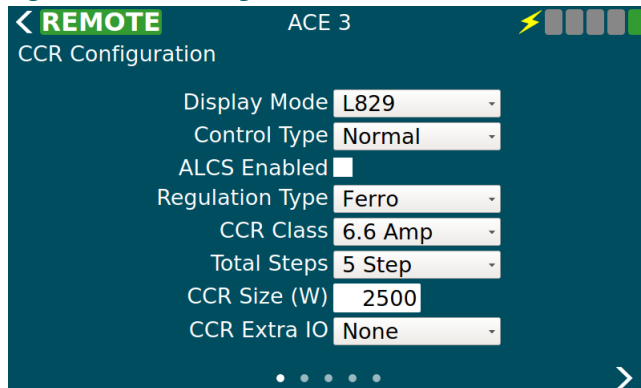 REMOTE ACE 3
CCR Configuration
Display Mode L829
Control Type Normal
ALCS Enabled
Regulation Type Ferro
CCR Class 6.6 Amp
Total Steps 5 Step
CCR Size (W) 2500
CCR Extra IO None